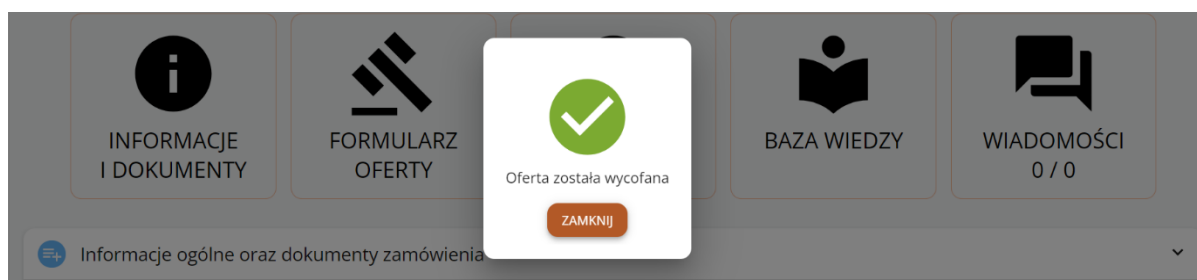 INFORMACJE
I DOKUMENTY
FORMULARZ
OFERTY
Oferta została wycofana
ZAMKNIJ
BAZA WIEDZY
WIADOMOŚCI
0 / 0
Informacje ogólne oraz dokumenty zamówienia